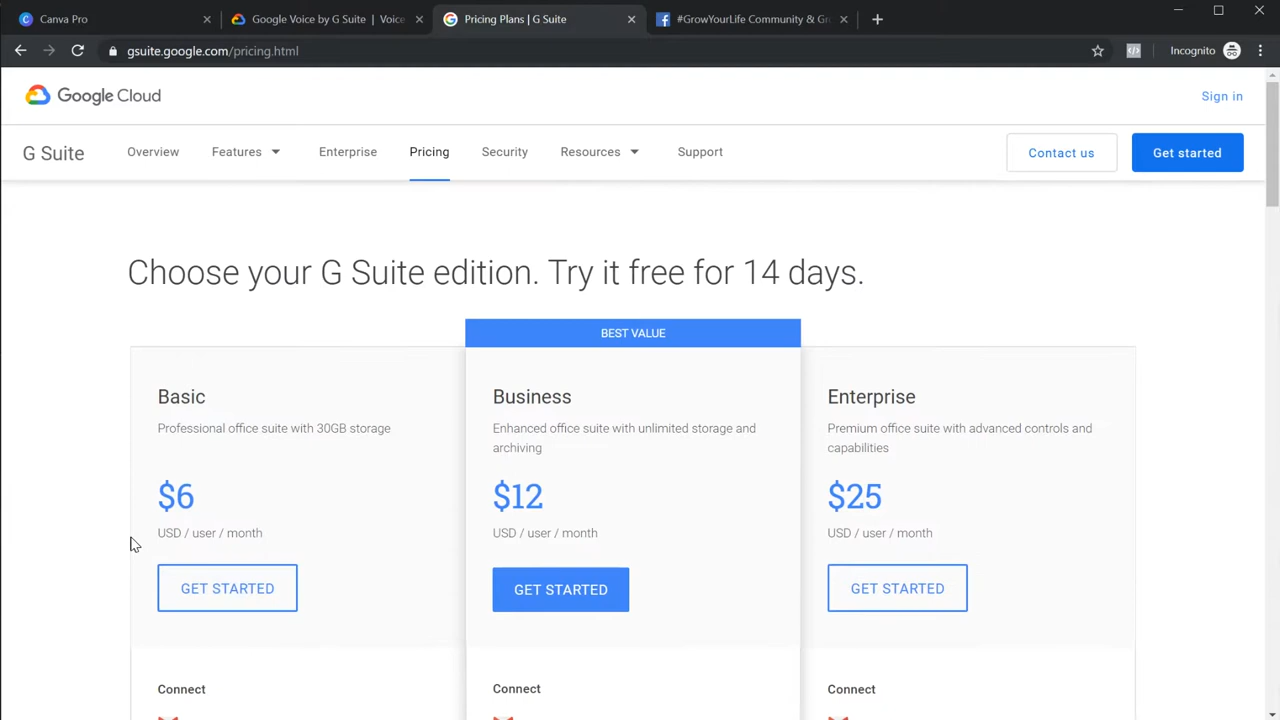 Canva Pro
Google Voice by G Suite | Voice
Pricing Plans | G Suite
#GrowYourLife Community & Gr
gsuite.google.com/pricing.html
Incognito
Google Cloud
Sign in
G Suite
Overview
Features
Enterprise
Pricing
Security
Resources
Support
Contact us
Get started
Choose your G Suite edition. Try it free for 14 days.
BEST VALUE
Basic
Professional office suite with 30GB storage
$6
USD / user / month
GET STARTED
Connect
Business
Enhanced office suite with unlimited storage and
archiving
$12
USD / user / month
GET STARTED
Connect
Enterprise
Premium office suite with advanced controls and
capabilities
$25
USD / user / month
GET STARTED
Connect